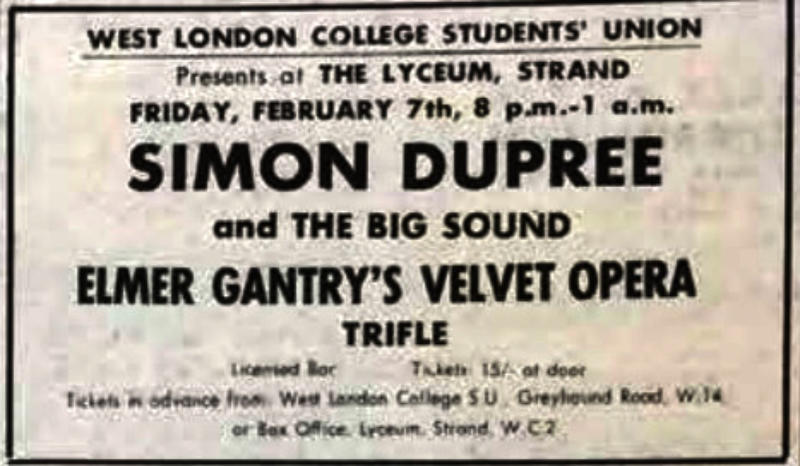 WEST LONDON COLLEGE STUDENTS' UNION
Presents at THE LYCEUM, STRAND
FRIDAY, FEBRUARY 7th, 8 p.m.-1 a.m.
SIMON DUPREE
and THE BIG SOUND
ELMER GANTRY'S VELVET OPERA
TRIFLE
Licensed Bar Tickets 15/- at door
Tickets in advance from: West London College S.U., Greyhound Road, W.14
or Box Office, Lyceum, Strand, W.C.2